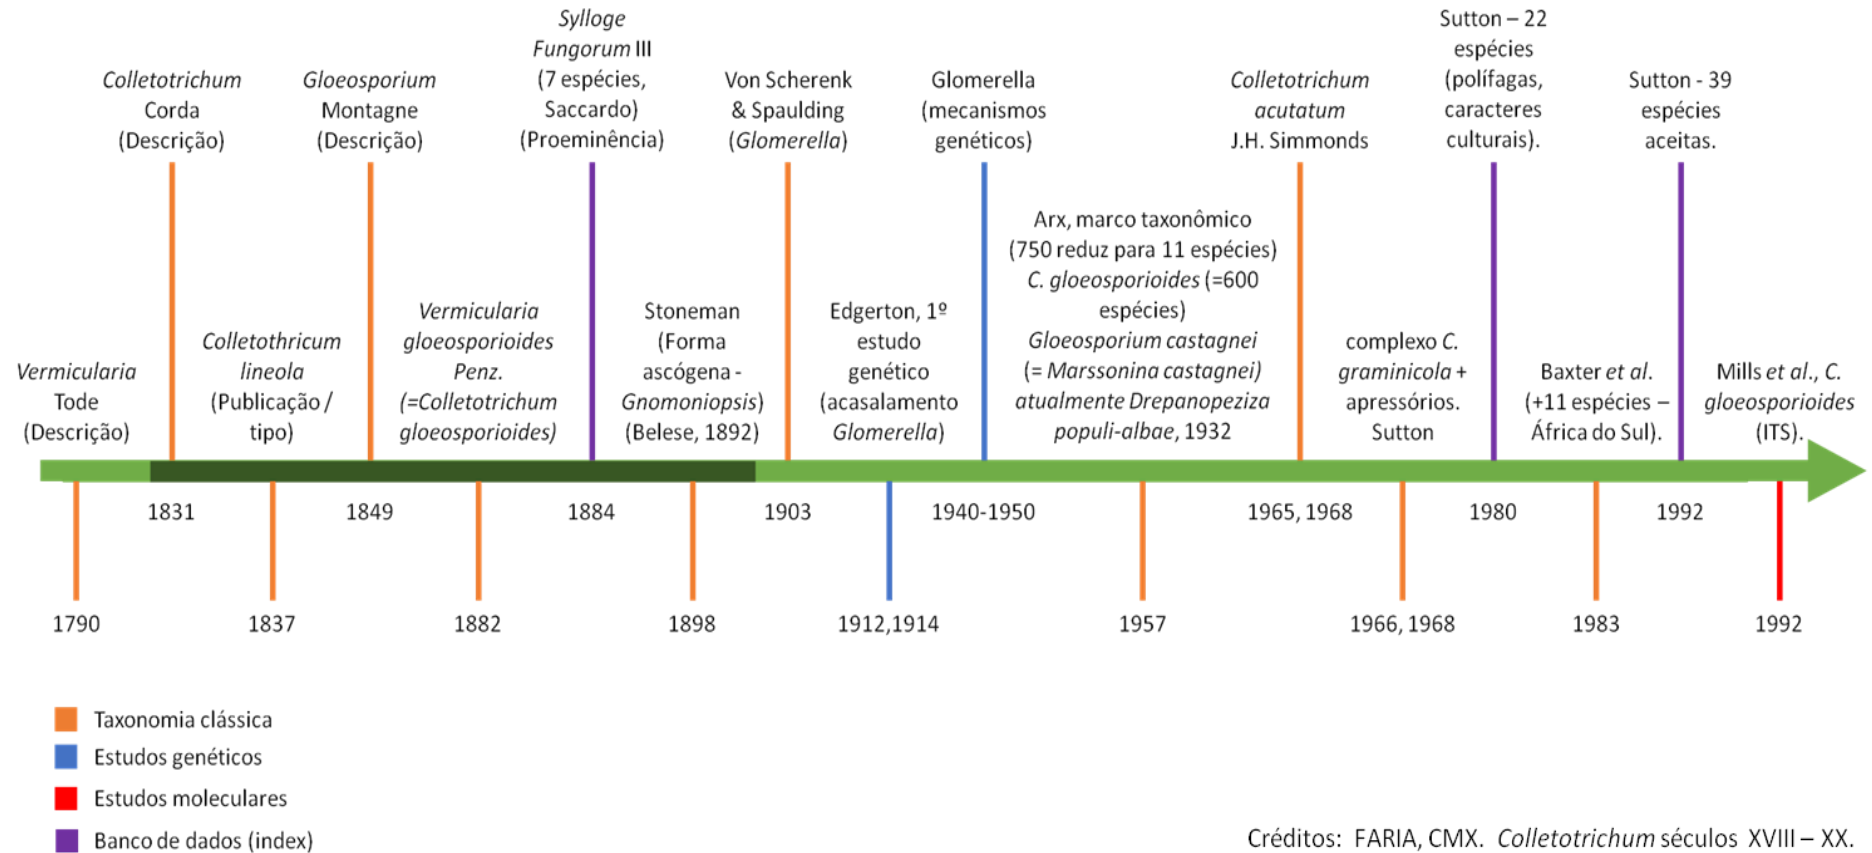 Vermicularia
Tode
(Descrição)
1790
Colletotrichum
Corda
(Descrição)
1831
Colletothricum
lineola
(Publicação /
tipo)
1837
Gloeosporium
Montagne
(Descrição)
1849
Vermicularia
gloeosporioides
Penz.
(=Colletotrichum
gloeosporioides)
1882
Sylloge
Fungorum III
(7 espécies,
Saccardo)
(Proeminência)
1884
Stoneman
(Forma
ascógena -
Gnomoniopsis)
(Belese, 1892)
1898
Von Scherenk
& Spaulding
(Glomerella)
1903
Edgerton, 1º
estudo
genético
(acasalamento
Glomerella)
1912,1914
Glomerella
(mecanismos
genéticos)
1940-1950
Arx, marco taxonômico
(750 reduz para 11 espécies)
C. gloeosporioides (=600
espécies)
Gloeosporium castagnei
(= Marssonina castagnei)
atualmente Drepanopeziza
populi-albae, 1932
1957
Colletotrichum
acutatum
J.H. Simmonds
1965, 1968
complexo C.
graminicola +
apressórios.
Sutton
1966, 1968
Sutton – 22
espécies
(polífagas,
caracteres
culturais).
1980
Baxter et al.
(+11 espécies –
África do Sul).
1983
Sutton - 39
espécies
aceitas.
1992
Mills et al., C.
gloeosporioides
(ITS).
1992
Taxonomia clássica
Estudos genéticos
Estudos moleculares
Banco de dados (index)
Créditos: FARIA, CMX. Colletotrichum séculos XVIII – XX.